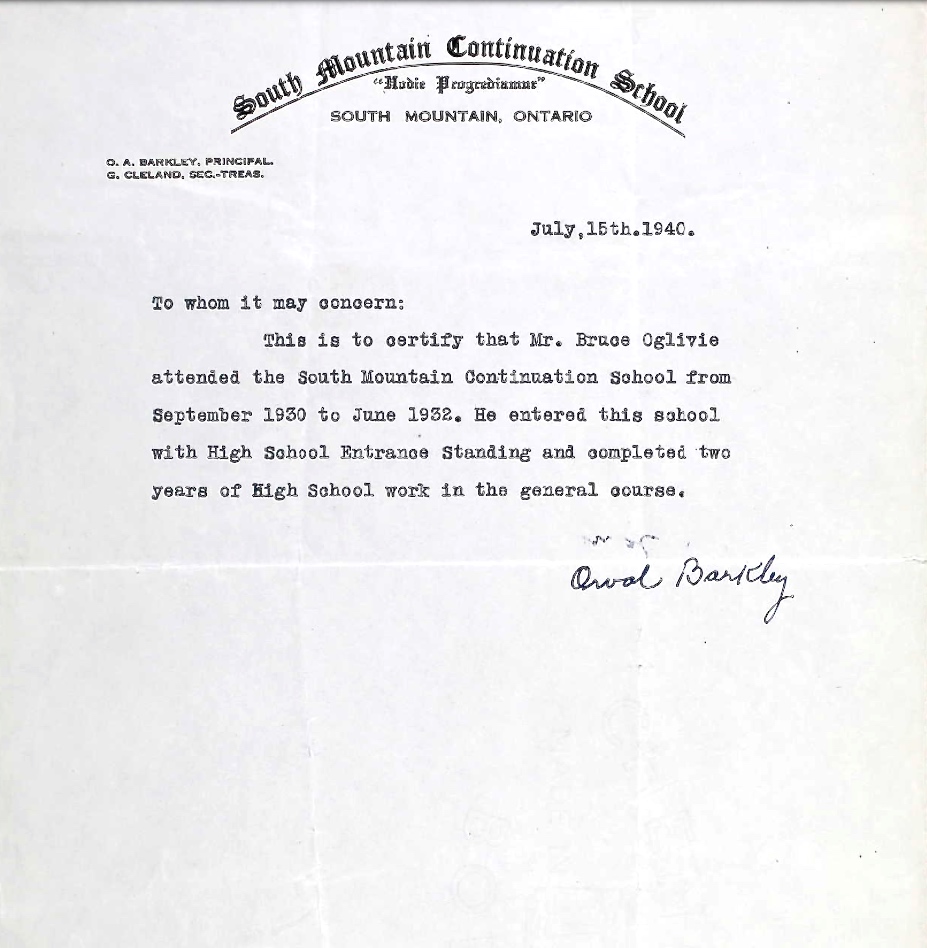 South Mountain Continuation School
"Hodie Progrediamur"
SOUTH MOUNTAIN, ONTARIO
O. A. BARKLEY, PRINCIPAL.
G. CLELAND, SEC.-TREAS.
July,15th.1940.
To whom it may concern:
This is to certify that Mr. Bruce Oglivie
attended the South Mountain Continuation School from
September 1930 to June 1932. He entered this school
with High School Entrance Standing and completed two
years of High School work in the general course.
Orval Barkley